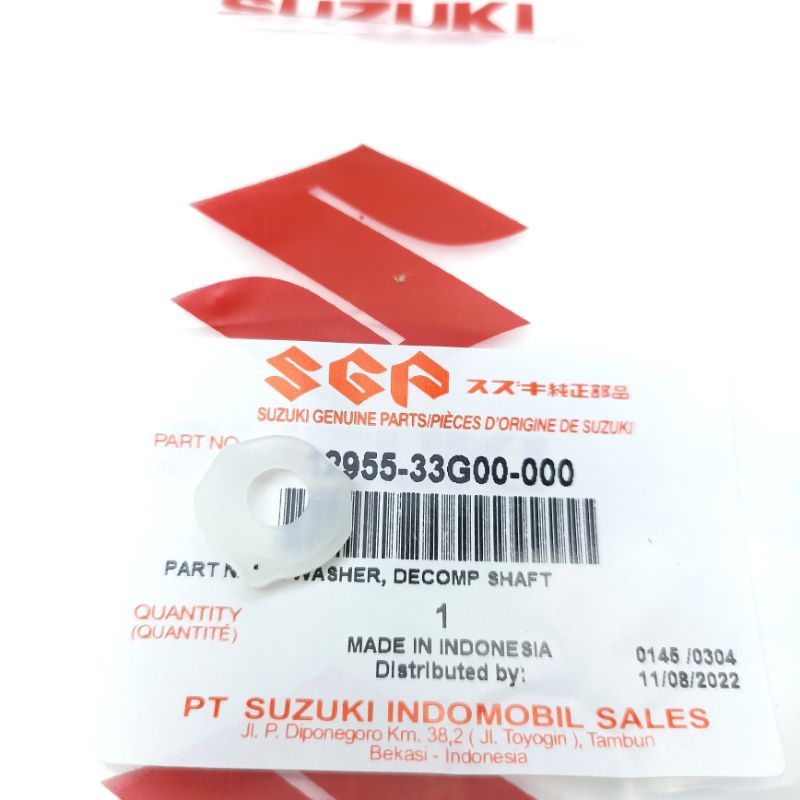 SUZUKI
SGP スズキ純正部品
SUZUKI GENUINE PARTS/PIÈCES D'ORIGINE DE SUZUKI
PART NO
2955-33G00-000
PART N WASHER, DECOMP SHAFT
QUANTITY 1
(QUANTITÉ)
MADE IN INDONESIA 0145 /0304
Distributed by: 11/08/2022
PT SUZUKI INDOMOBIL SALES
Jl. P. Diponegoro Km. 38,2 ( Jl. Toyogiri ), Tambun
Bekasi - Indonesia